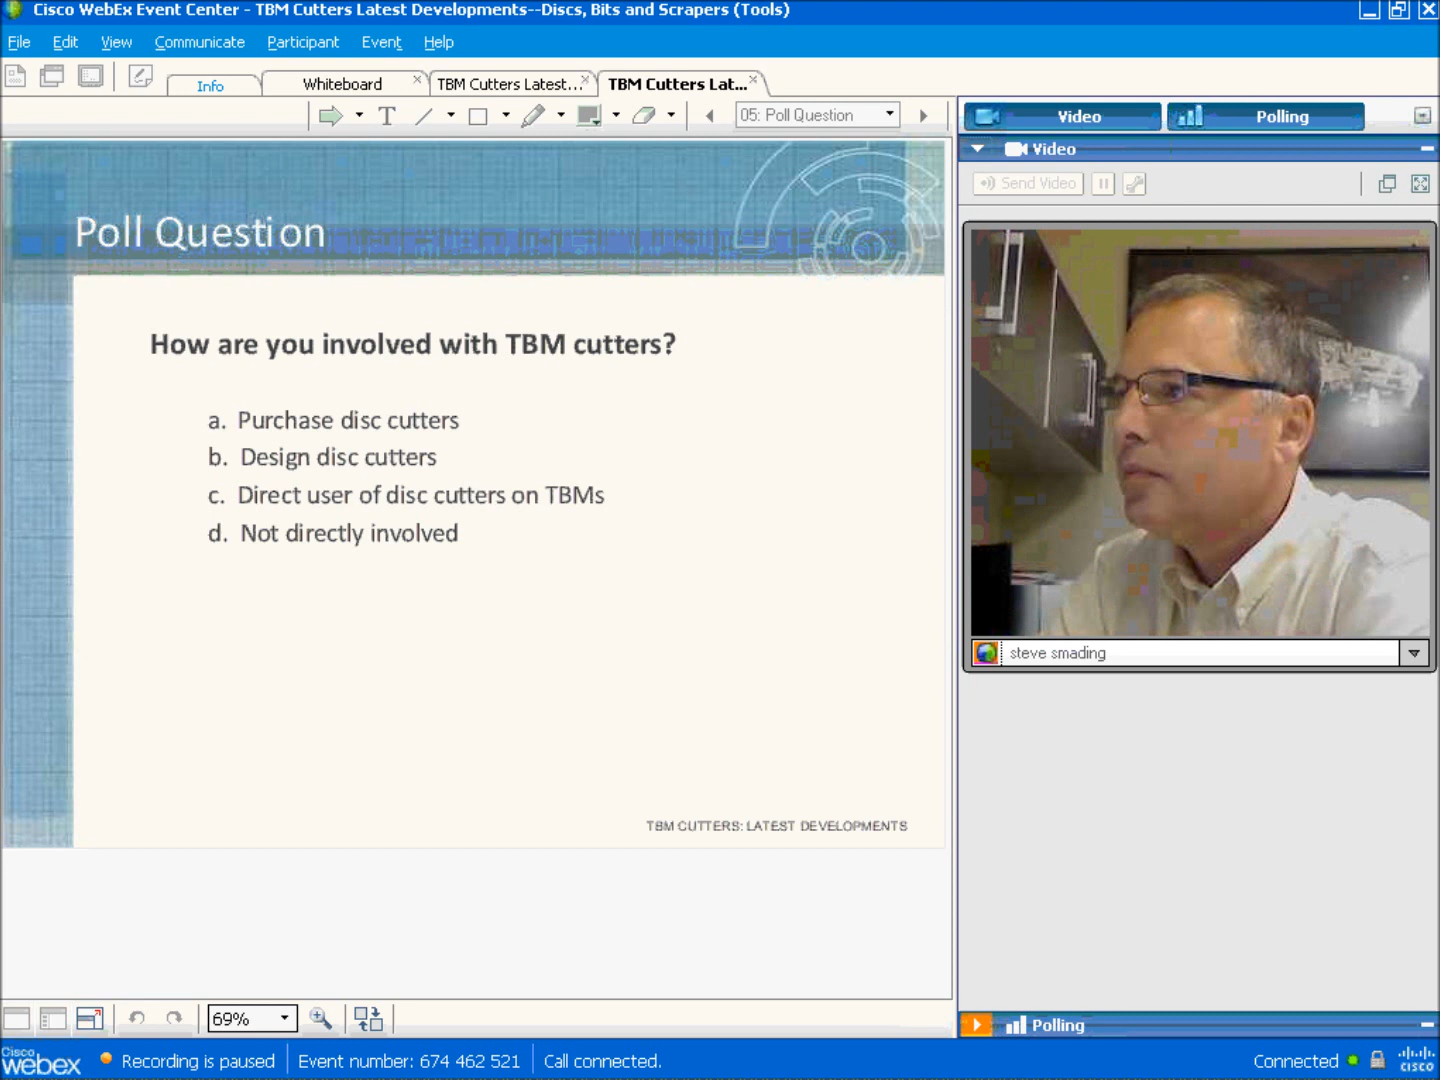 Cisco WebEx Event Center - TBM Cutters Latest Developments--Discs, Bits and Scrapers (Tools)
File Edit View Communicate Participant Event Help
Info Whiteboard TBM Cutters Latest... TBM Cutters Lat...
T 05: Poll Question
Video Polling
Video
Send Video
Poll Question
How are you involved with TBM cutters?
a. Purchase disc cutters
b. Design disc cutters
c. Direct user of disc cutters on TBMs
d. Not directly involved
steve smading
TBM CUTTERS: LATEST DEVELOPMENTS
69%
Polling
Cisco webex Recording is paused Event number: 674 462 521 Call connected. Connected cisco